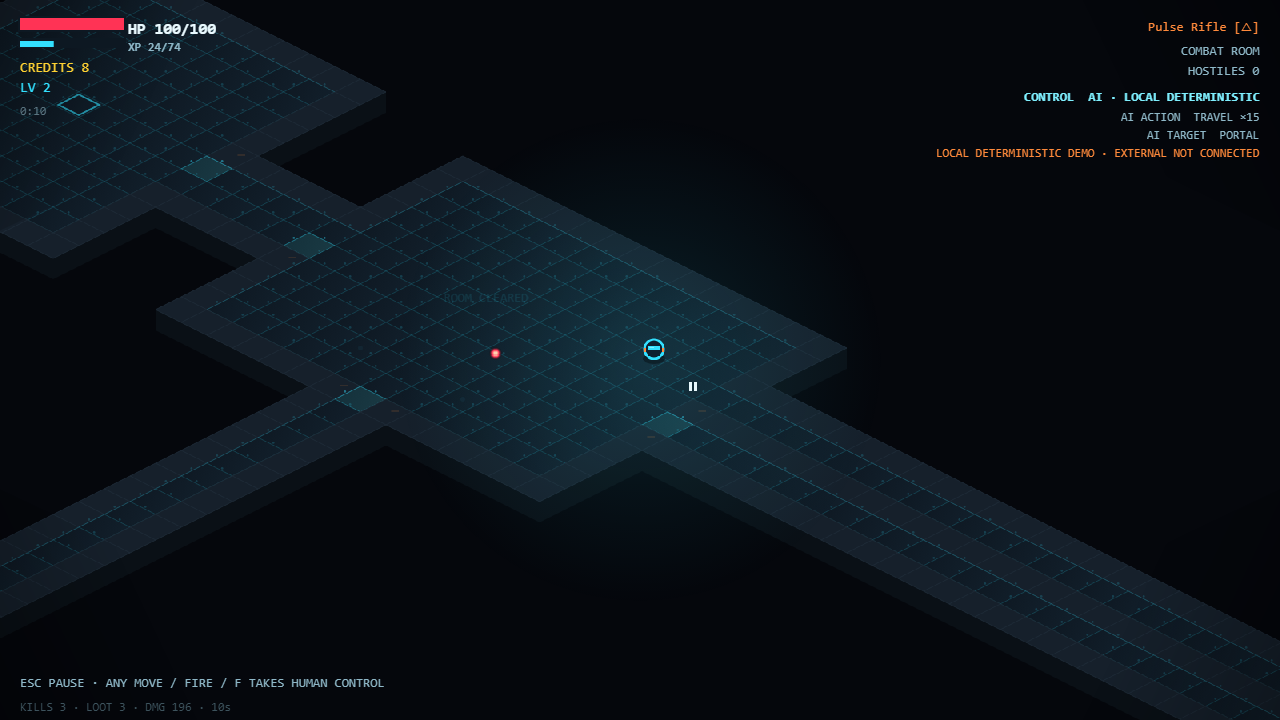 HP 100/100
XP 24/74
CREDITS 8
LV 2
0:10
Pulse Rifle [△]
COMBAT ROOM
HOSTILES 0
CONTROL AI · LOCAL DETERMINISTIC
AI ACTION TRAVEL ×15
AI TARGET PORTAL
LOCAL DETERMINISTIC DEMO · EXTERNAL NOT CONNECTED
ROOM CLEARED
ESC PAUSE · ANY MOVE / FIRE / F TAKES HUMAN CONTROL
KILLS 3 · LOOT 3 · DMG 196 · 10s